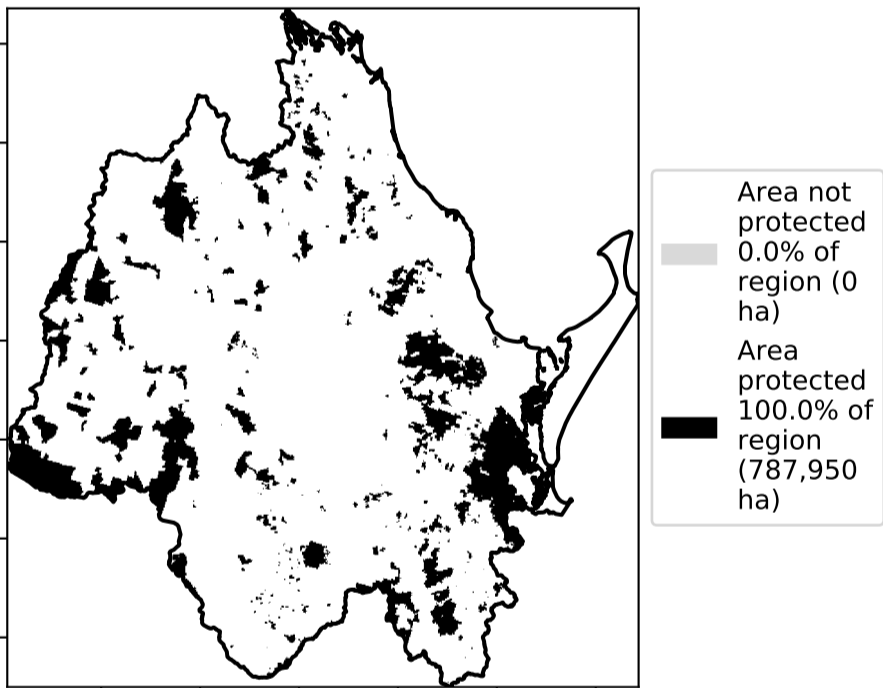 Area not
protected
0.0% of
region (0
ha)
Area
protected
100.0% of
region
(787,950
ha)